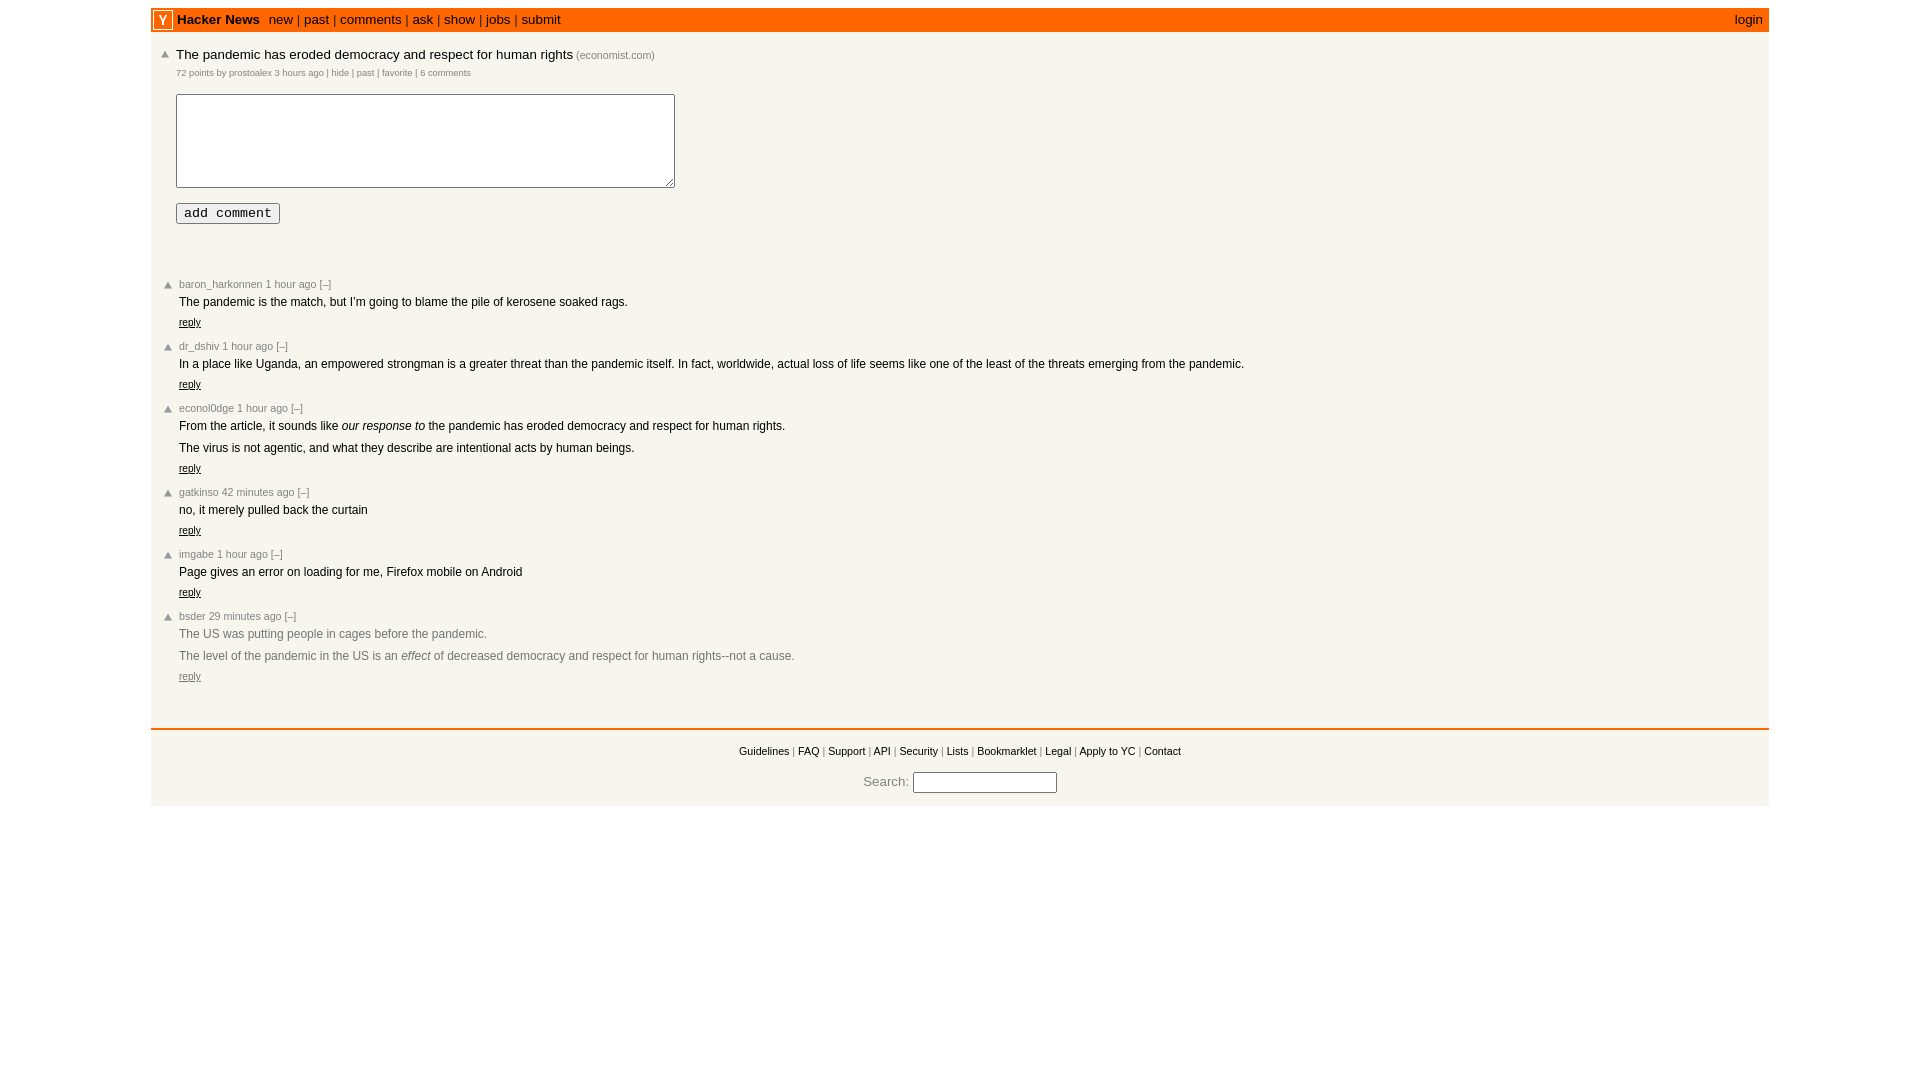 Y Hacker News new | past | comments | ask | show | jobs | submit login
The pandemic has eroded democracy and respect for human rights (economist.com)
72 points by prostoalex 3 hours ago | hide | past | favorite | 6 comments
add comment
baron_harkonnen 1 hour ago [–]
The pandemic is the match, but I’m going to blame the pile of kerosene soaked rags.
reply
dr_dshiv 1 hour ago [–]
In a place like Uganda, an empowered strongman is a greater threat than the pandemic itself. In fact, worldwide, actual loss of life seems like one of the least of the threats emerging from the pandemic.
reply
econol0dge 1 hour ago [–]
From the article, it sounds like our response to the pandemic has eroded democracy and respect for human rights.
The virus is not agentic, and what they describe are intentional acts by human beings.
reply
gatkinso 42 minutes ago [–]
no, it merely pulled back the curtain
reply
imgabe 1 hour ago [–]
Page gives an error on loading for me, Firefox mobile on Android
reply
bsder 29 minutes ago [–]
The US was putting people in cages before the pandemic.
The level of the pandemic in the US is an effect of decreased democracy and respect for human rights--not a cause.
reply
Guidelines | FAQ | Support | API | Security | Lists | Bookmarklet | Legal | Apply to YC | Contact
Search: